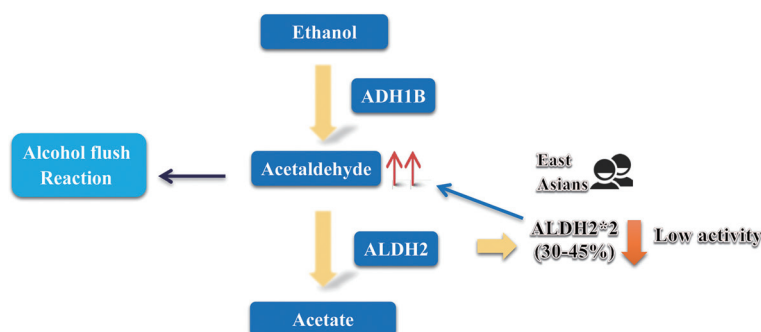 Ethanol
ADH1B
Alcohol flush
Reaction
Acetaldehyde
East
Asians
ALDH2*2
(30-45%)
Low activity
ALDH2
Acetate